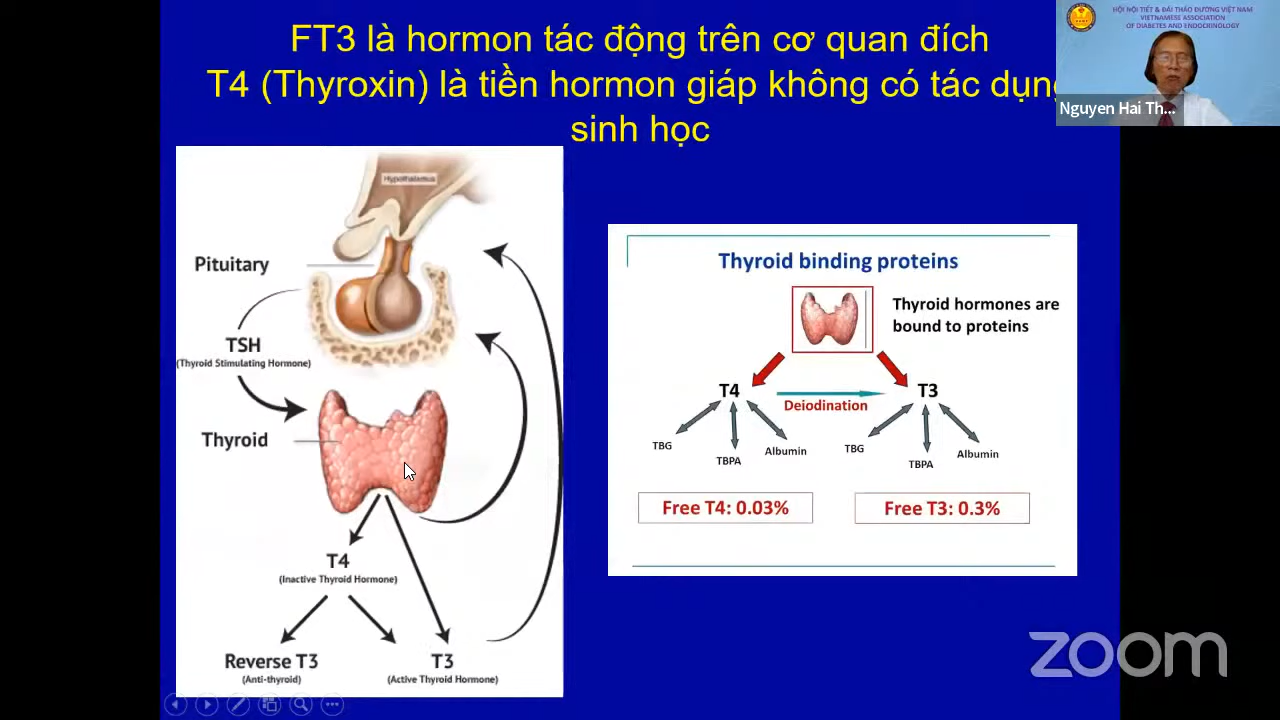 FT3 là hormon tác động trên cơ quan đích
T4 (Thyroxin) là tiền hormon giáp không có tác dụng
sinh học
HỘI NỘI TIẾT & ĐÁI THÁO ĐƯỜNG VIỆT NAM
VIETNAMESE ASSOCIATION
OF DIABETES AND ENDOCRINOLOGY
Nguyen Hai Th...
Hypothalamus
Pituitary
TSH
(Thyroid Stimulating Hormone)
Thyroid
T4
(Inactive Thyroid Hormone)
Reverse T3
(Anti-thyroid)
T3
(Active Thyroid Hormone)
Thyroid binding proteins
Thyroid hormones are
bound to proteins
T4
Deiodination
T3
TBG
TBPA
Albumin
TBG
TBPA
Albumin
Free T4: 0.03%
Free T3: 0.3%
zoom